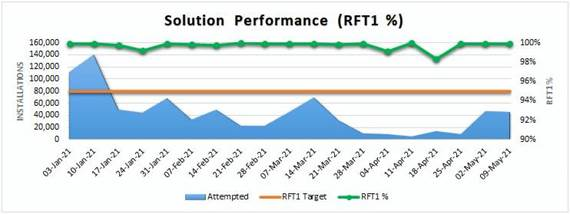 Solution Performance (RFT1 %)
160,000
140,000
120,000
100,000
80,000
60,000
40,000
20,000
0
INSTALLATIONS
100%
98%
96%
94%
92%
90%
RFT1%
03-Jan-21
10-Jan-21
17-Jan-21
24-Jan-21
31-Jan-21
07-Feb-21
14-Feb-21
21-Feb-21
28-Feb-21
07-Mar-21
14-Mar-21
21-Mar-21
28-Mar-21
04-Apr-21
11-Apr-21
18-Apr-21
25-Apr-21
02-May-21
09-May-21
Attempted
RFT1 Target
RFT1 %